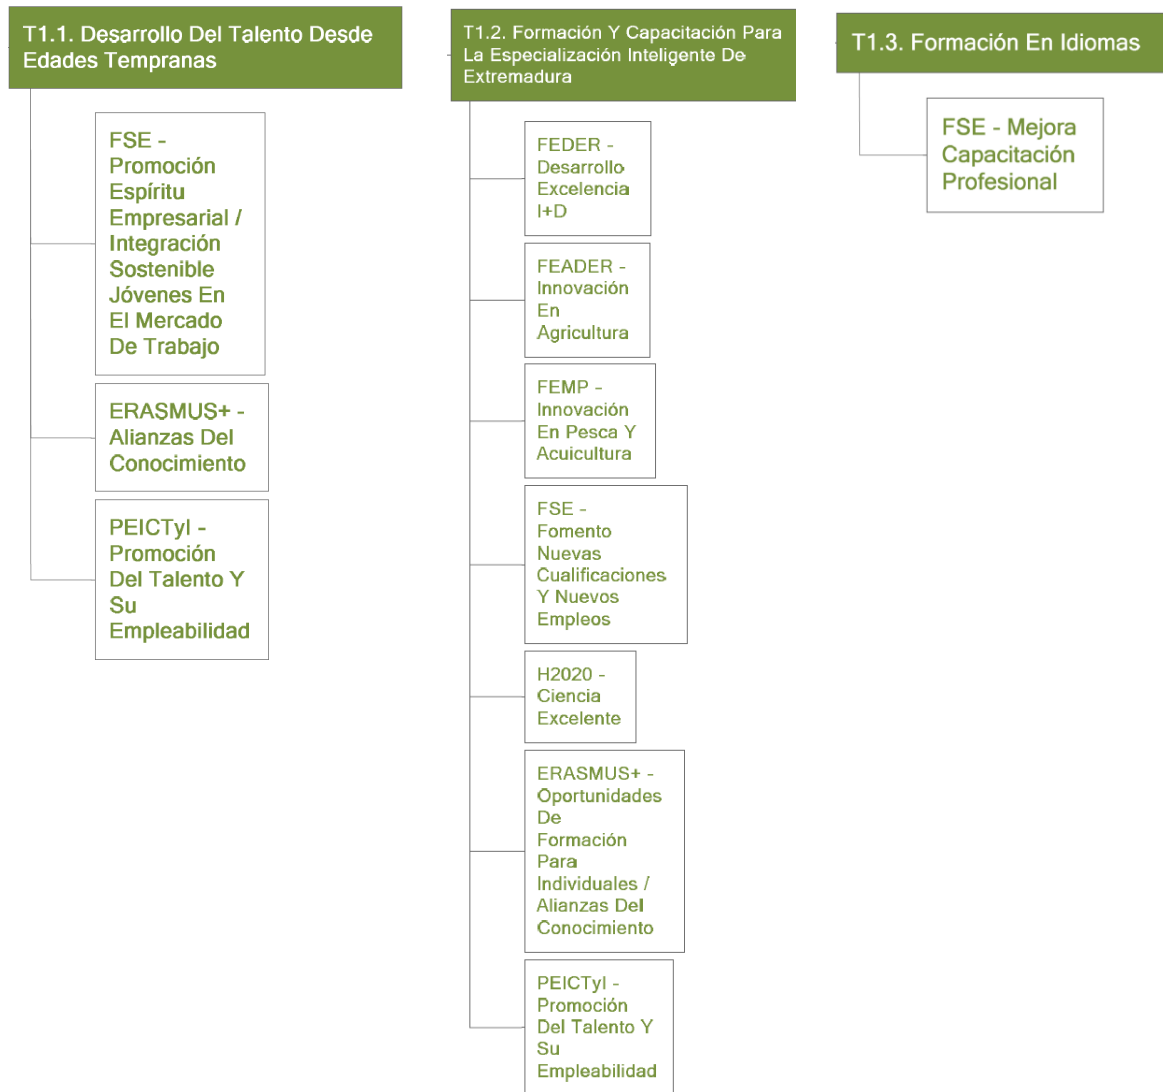 T1.1. Desarrollo Del Talento Desde
Edades Tempranas
FSE -
Promoción
Espíritu
Empresarial /
Integración
Sostenible
Jóvenes En
El Mercado
De Trabajo
ERASMUS+ -
Alianzas Del
Conocimiento
PEICTyI -
Promoción
Del Talento Y
Su
Empleabilidad
T1.2. Formación Y Capacitación Para
La Especialización Inteligente De
Extremadura
FEDER -
Desarrollo
Excelencia
I+D
FEADER -
Innovación
En
Agricultura
FEMP -
Innovación
En Pesca Y
Acuicultura
FSE -
Fomento
Nuevas
Cualificaciones
Y Nuevos
Empleos
H2020 -
Ciencia
Excelente
ERASMUS+ -
Oportunidades
De
Formación
Para
Individuales /
Alianzas Del
Conocimiento
PEICTyI -
Promoción
Del Talento Y
Su
Empleabilidad
T1.3. Formación En Idiomas
FSE - Mejora
Capacitación
Profesional